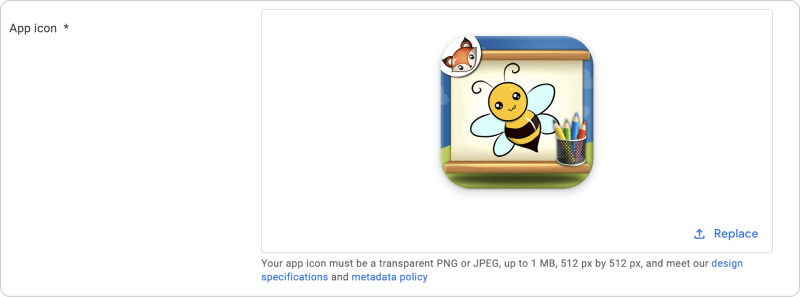 App icon *
Replace
Your app icon must be a transparent PNG or JPEG, up to 1 MB, 512 px by 512 px, and meet our design
specifications and metadata policy